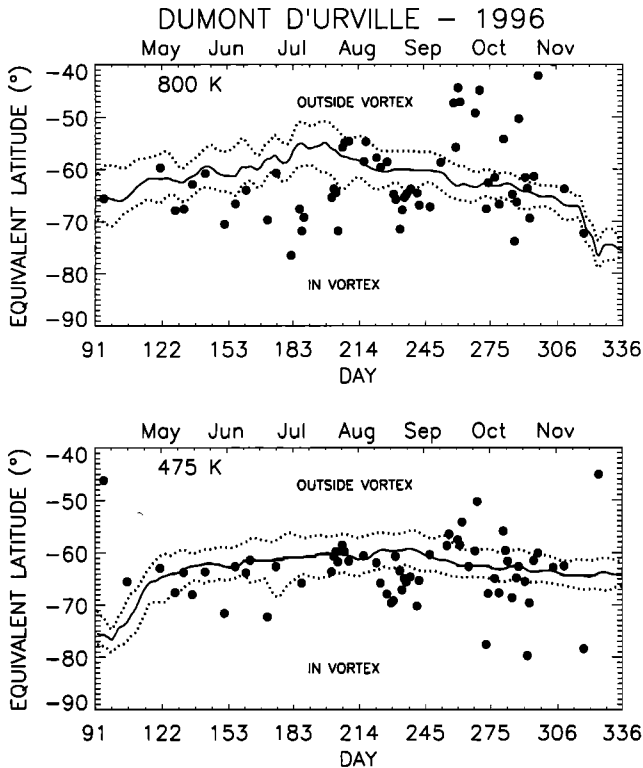 DUMONT D'URVILLE – 1996
May Jun Jul Aug Sep Oct Nov
800 K
OUTSIDE VORTEX
IN VORTEX
EQUIVALENT LATITUDE (°)
−40
−50
−60
−70
−80
−90
91 122 153 183 214 245 275 306 336
DAY
May Jun Jul Aug Sep Oct Nov
475 K
OUTSIDE VORTEX
IN VORTEX
EQUIVALENT LATITUDE (°)
−40
−50
−60
−70
−80
−90
91 122 153 183 214 245 275 306 336
DAY